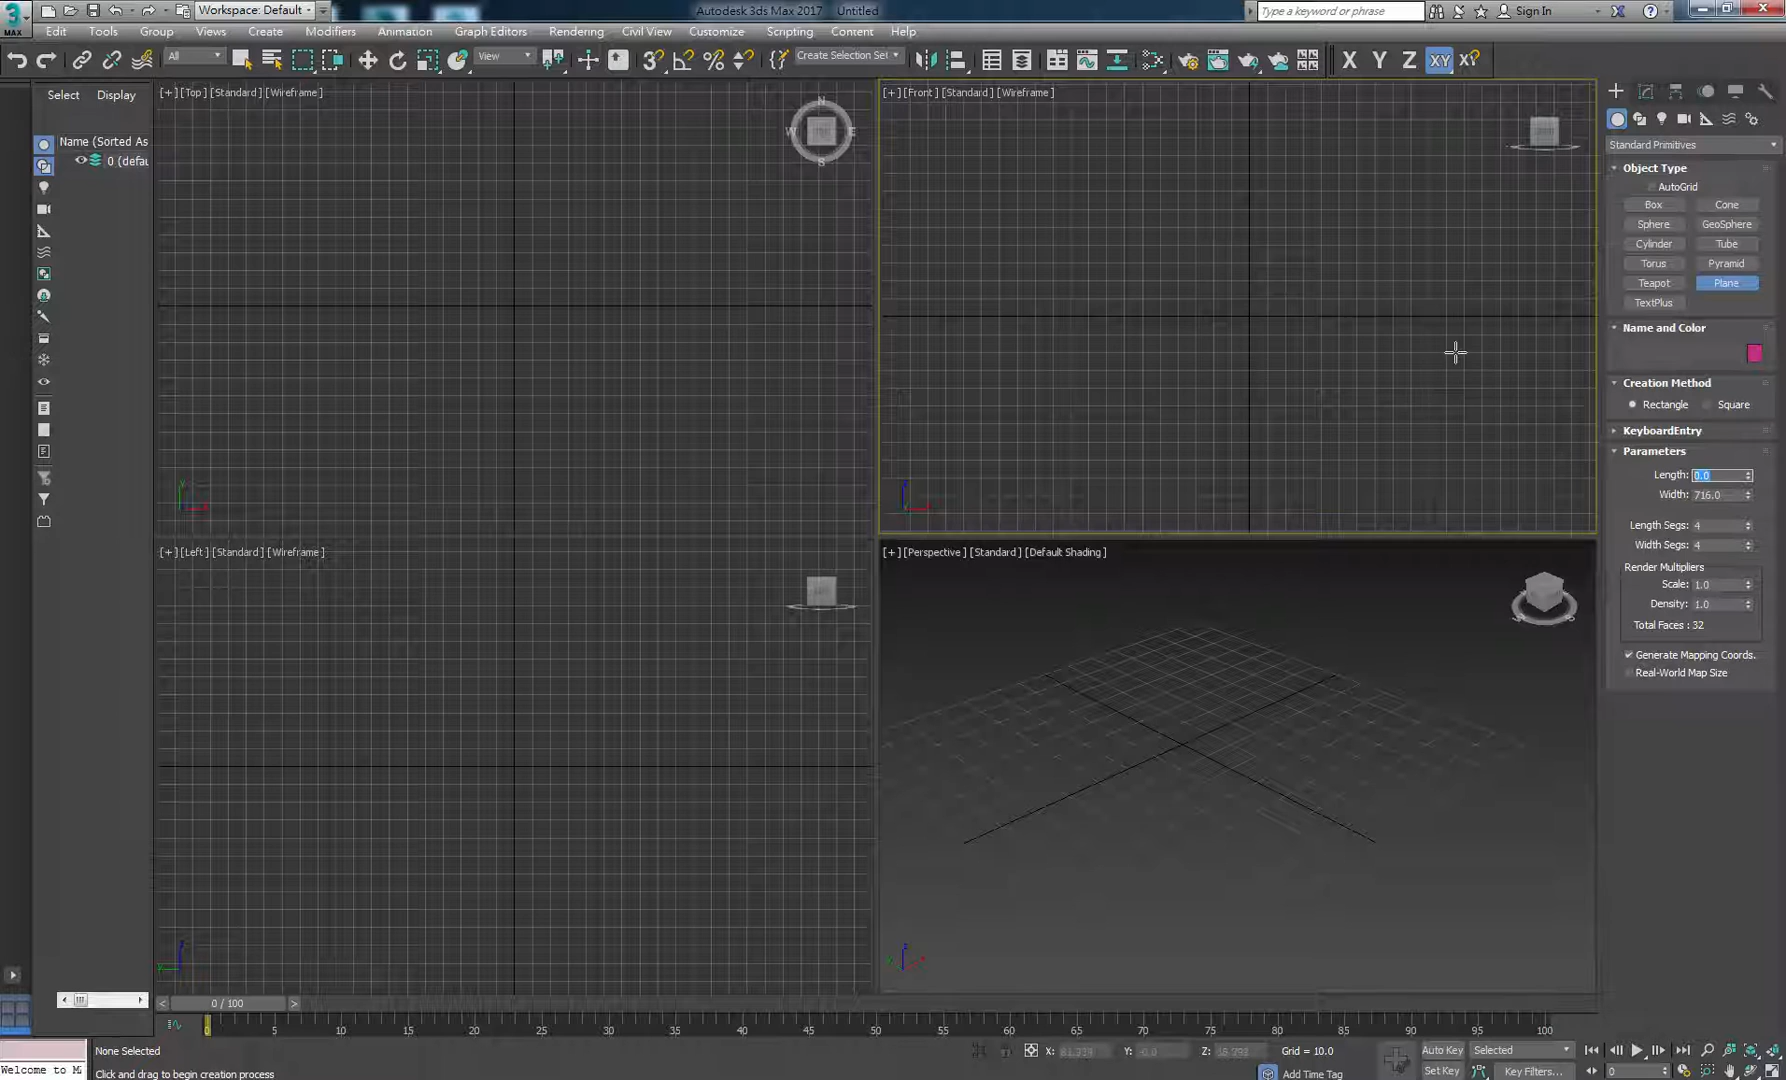 Workspace: Default
Autodesk 3ds Max 2017 Untitled
Type a keyword or phrase
Sign In
MAX
Edit Tools Group Views Create Modifiers Animation Graph Editors Rendering Civil View Customize Scripting Content Help
All
View
Create Selection Set
X Y Z XY
Select Display
Name (Sorted As
0 (defau
[+] [Top] [Standard] [Wireframe]
N
W E
S
[+] [Front] [Standard] [Wireframe]
[+] [Left] [Standard] [Wireframe]
[+] [Perspective] [Standard] [Default Shading]
Standard Primitives
Object Type
AutoGrid
Box Cone
Sphere GeoSphere
Cylinder Tube
Torus Pyramid
Teapot Plane
TextPlus
Name and Color
Creation Method
Rectangle Square
KeyboardEntry
Parameters
Length: 0.0
Width: 716.0
Length Segs: 4
Width Segs: 4
Render Multipliers
Scale: 1.0
Density: 1.0
Total Faces : 32
Generate Mapping Coords.
Real-World Map Size
0 / 100
0 5 10 15 20 25 30 35 40 45 50 55 60 65 70 75 80 85 90 95 100
None Selected
X: Y: Z: Grid = 10.0
Auto Key Selected
Welcome to M
Click and drag to begin creation process
Add Time Tag
Set Key Key Filters... 0